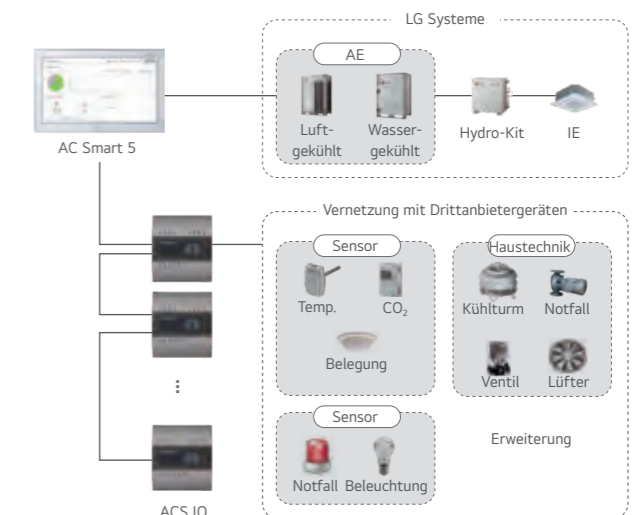 LG Systeme
AE
Luft-
gekühlt
Wasser-
gekühlt
Hydro-Kit
IE
AC Smart 5
Vernetzung mit Drittanbietergeräten
Sensor
Temp.
CO₂
Belegung
Haustechnik
Kühlturm
Notfall
Ventil
Lüfter
Sensor
Notfall
Beleuchtung
Erweiterung
ACS IO